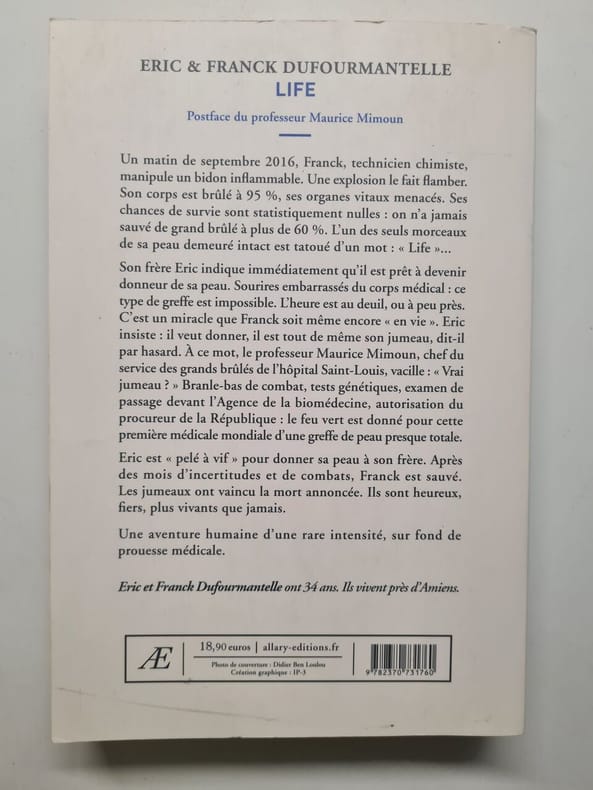 ERIC & FRANCK DUFOURMANTELLE
LIFE
Postface du professeur Maurice Mimoun
Un matin de septembre 2016, Franck, technicien chimiste,
manipule un bidon inflammable. Une explosion le fait flamber.
Son corps est brûlé à 95 %, ses organes vitaux menacés. Ses
chances de survie sont statistiquement nulles : on n'a jamais
sauvé de grand brûlé à plus de 60 %. L'un des seuls morceaux
de sa peau demeuré intact est tatoué d'un mot : « Life »...
Son frère Eric indique immédiatement qu'il est prêt à devenir
donneur de sa peau. Sourires embarrassés du corps médical : ce
type de greffe est impossible. L'heure est au deuil, ou à peu près.
C'est un miracle que Franck soit même encore « en vie ». Eric
insiste : il veut donner, il est tout de même son jumeau, dit-il
par hasard. À ce mot, le professeur Maurice Mimoun, chef du
service des grands brûlés de l'hôpital Saint-Louis, vacille : « Vrai
jumeau ? » Branle-bas de combat, tests génétiques, examen de
passage devant l'Agence de la biomédecine, autorisation du
procureur de la République : le feu vert est donné pour cette
première médicale mondiale d'une greffe de peau presque totale.
Eric est « pelé à vif » pour donner sa peau à son frère. Après
des mois d'incertitudes et de combats, Franck est sauvé.
Les jumeaux ont vaincu la mort annoncée. Ils sont heureux,
fiers, plus vivants que jamais.
Une aventure humaine d'une rare intensité, sur fond de
prouesse médicale.
Eric et Franck Dufourmantelle ont 34 ans. Ils vivent près d'Amiens.
Æ
18,90 euros | allary-editions.fr
Photo de couverture : Didier Ben Loulou
Création graphique : IP-3
9 782370 731760